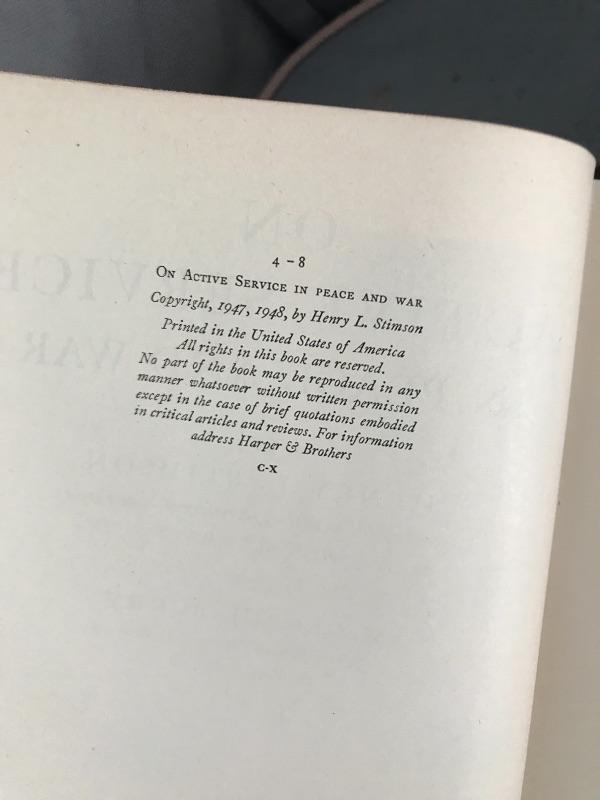 4 – 8
On Active Service in peace and war
Copyright, 1947, 1948, by Henry L. Stimson
Printed in the United States of America
All rights in this book are reserved.
No part of the book may be reproduced in any
manner whatsoever without written permission
except in the case of brief quotations embodied
in critical articles and reviews. For information
address Harper & Brothers
C-X